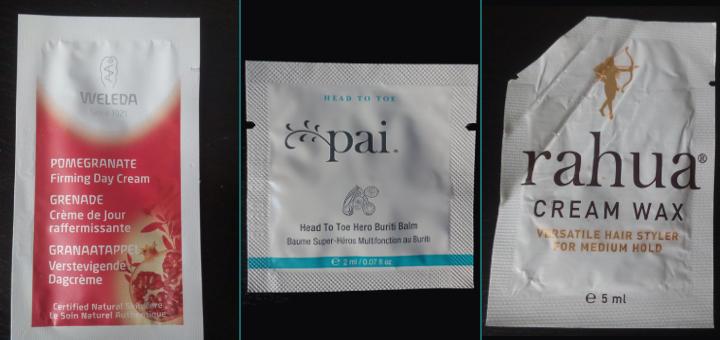 WELEDA
Since 1921
POMEGRANATE
Firming Day Cream
GRENADE
Crème de Jour
raffermissante
GRANAATAPPEL
Verstevigende
Dagcrème
Certified Natural Skincare
Le Soin Naturel Authentique
HEAD TO TOE
pai
Head To Toe Hero Buriti Balm
Baume Super-Héros Multifonction au Buriti
℮ 2 ml / 0.07 fl oz
rahua®
CREAM WAX
VERSATILE HAIR STYLER
FOR MEDIUM HOLD
℮ 5 ml